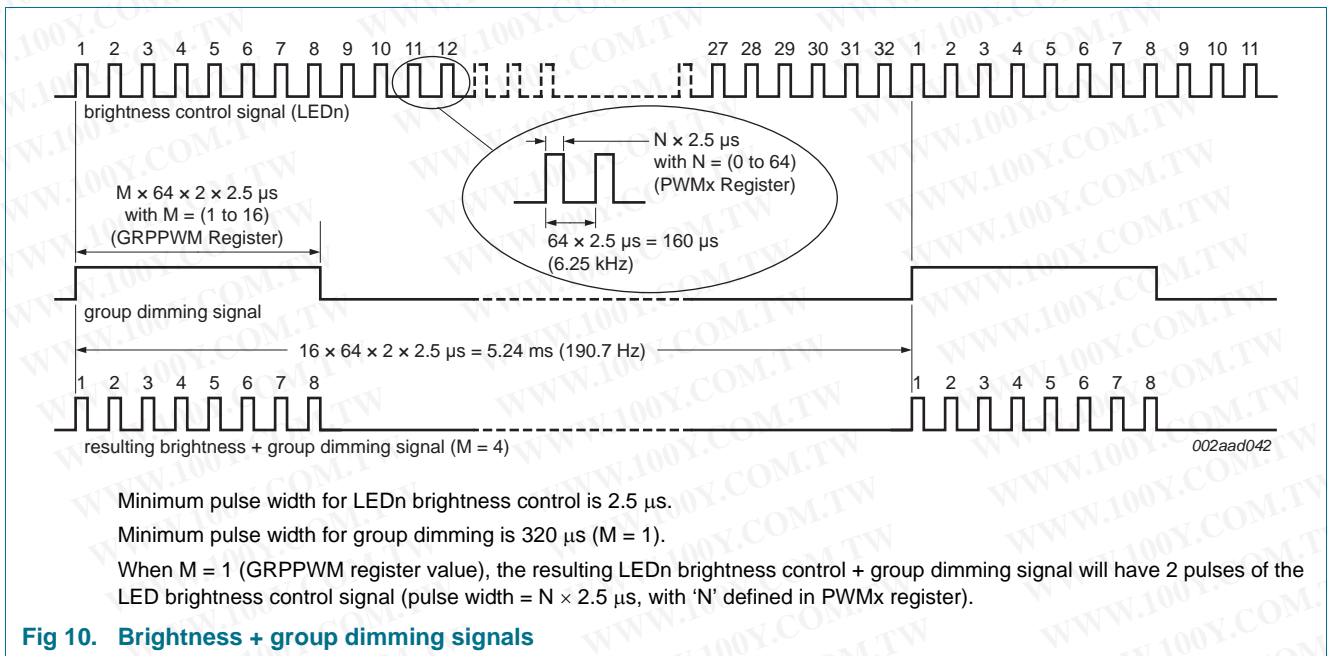 1 2 3 4 5 6 7 8 9 10 11 12 27 28 29 30 31 32 1 2 3 4 5 6 7 8 9 10 11
brightness control signal (LEDn)
N × 2.5 μs
with N = (0 to 64)
(PWMx Register)
64 × 2.5 μs = 160 μs
(6.25 kHz)
M × 64 × 2 × 2.5 μs
with M = (1 to 16)
(GRPPWM Register)
group dimming signal
16 × 64 × 2 × 2.5 μs = 5.24 ms (190.7 Hz)
1 2 3 4 5 6 7 8 1 2 3 4 5 6 7 8
resulting brightness + group dimming signal (M = 4)
002aad042
Minimum pulse width for LEDn brightness control is 2.5 μs.
Minimum pulse width for group dimming is 320 μs (M = 1).
When M = 1 (GRPPWM register value), the resulting LEDn brightness control + group dimming signal will have 2 pulses of the
LED brightness control signal (pulse width = N × 2.5 μs, with ‘N’ defined in PWMx register).
Fig 10. Brightness + group dimming signals
WWW.100Y.COM.TW